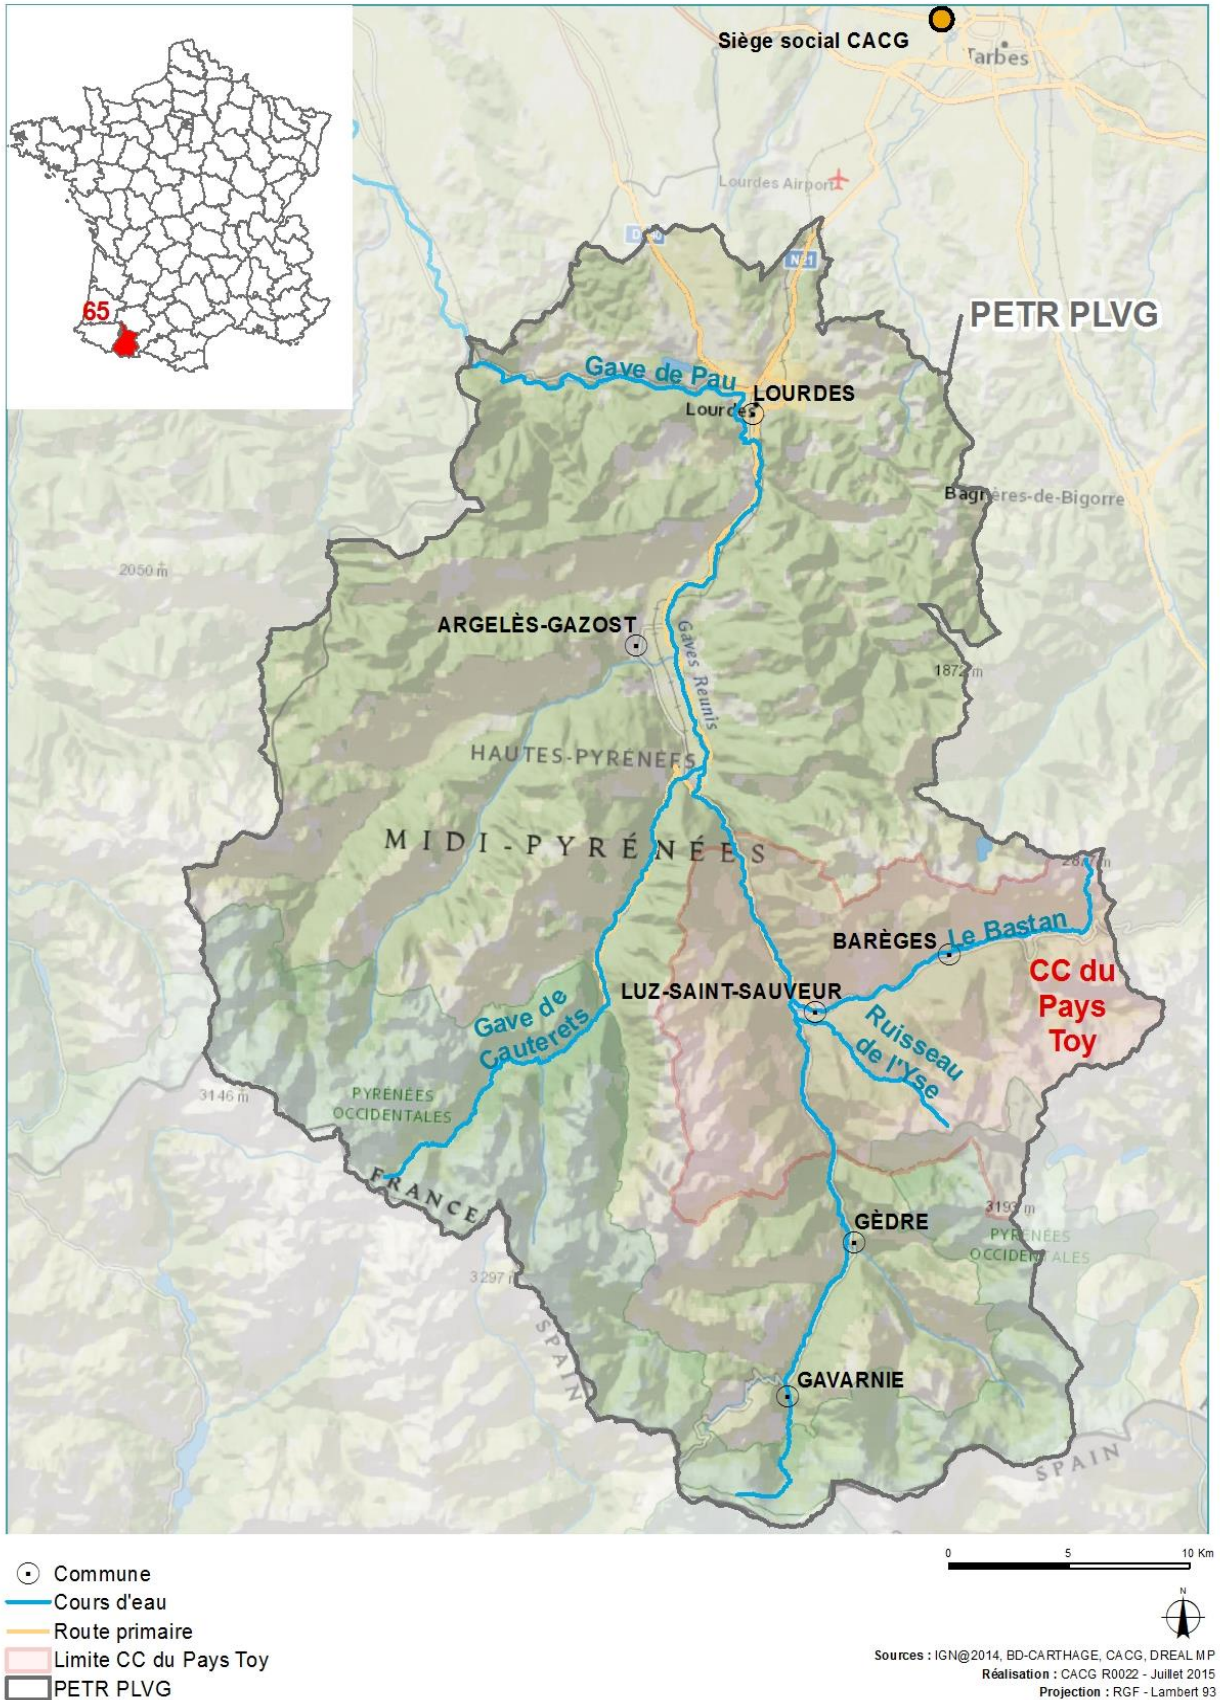 Siège social CACG
Tarbes
Lourdes Airport
65
N21
PETR PLVG
Gave de Pau
LOURDES
Lourdes
Bagnères-de-Bigorre
2050 m
ARGELÈS-GAZOST
Gaves Reunis
1872 m
HAUTES-PYRÉNÉES
MIDI-PYRÉNÉES
2877 m
BARÈGES
Le Bastan
CC du
Pays
Toy
LUZ-SAINT-SAUVEUR
Gave de
Cauterets
Ruisseau
de l'Yse
3146 m
PYRÉNÉES
OCCIDENTALES
FRANCE
3193 m
GÈDRE
PYRÉNÉES
OCCIDENTALES
3297
SPAIN
GAVARNIE
SPAIN
Commune
Cours d'eau
Route primaire
Limite CC du Pays Toy
PETR PLVG
0 5 10 Km
N
Sources : IGN@2014, BD-CARTHAGE, CACG, DREAL MP
Réalisation : CACG R0022 - Juillet 2015
Projection : RGF - Lambert 93